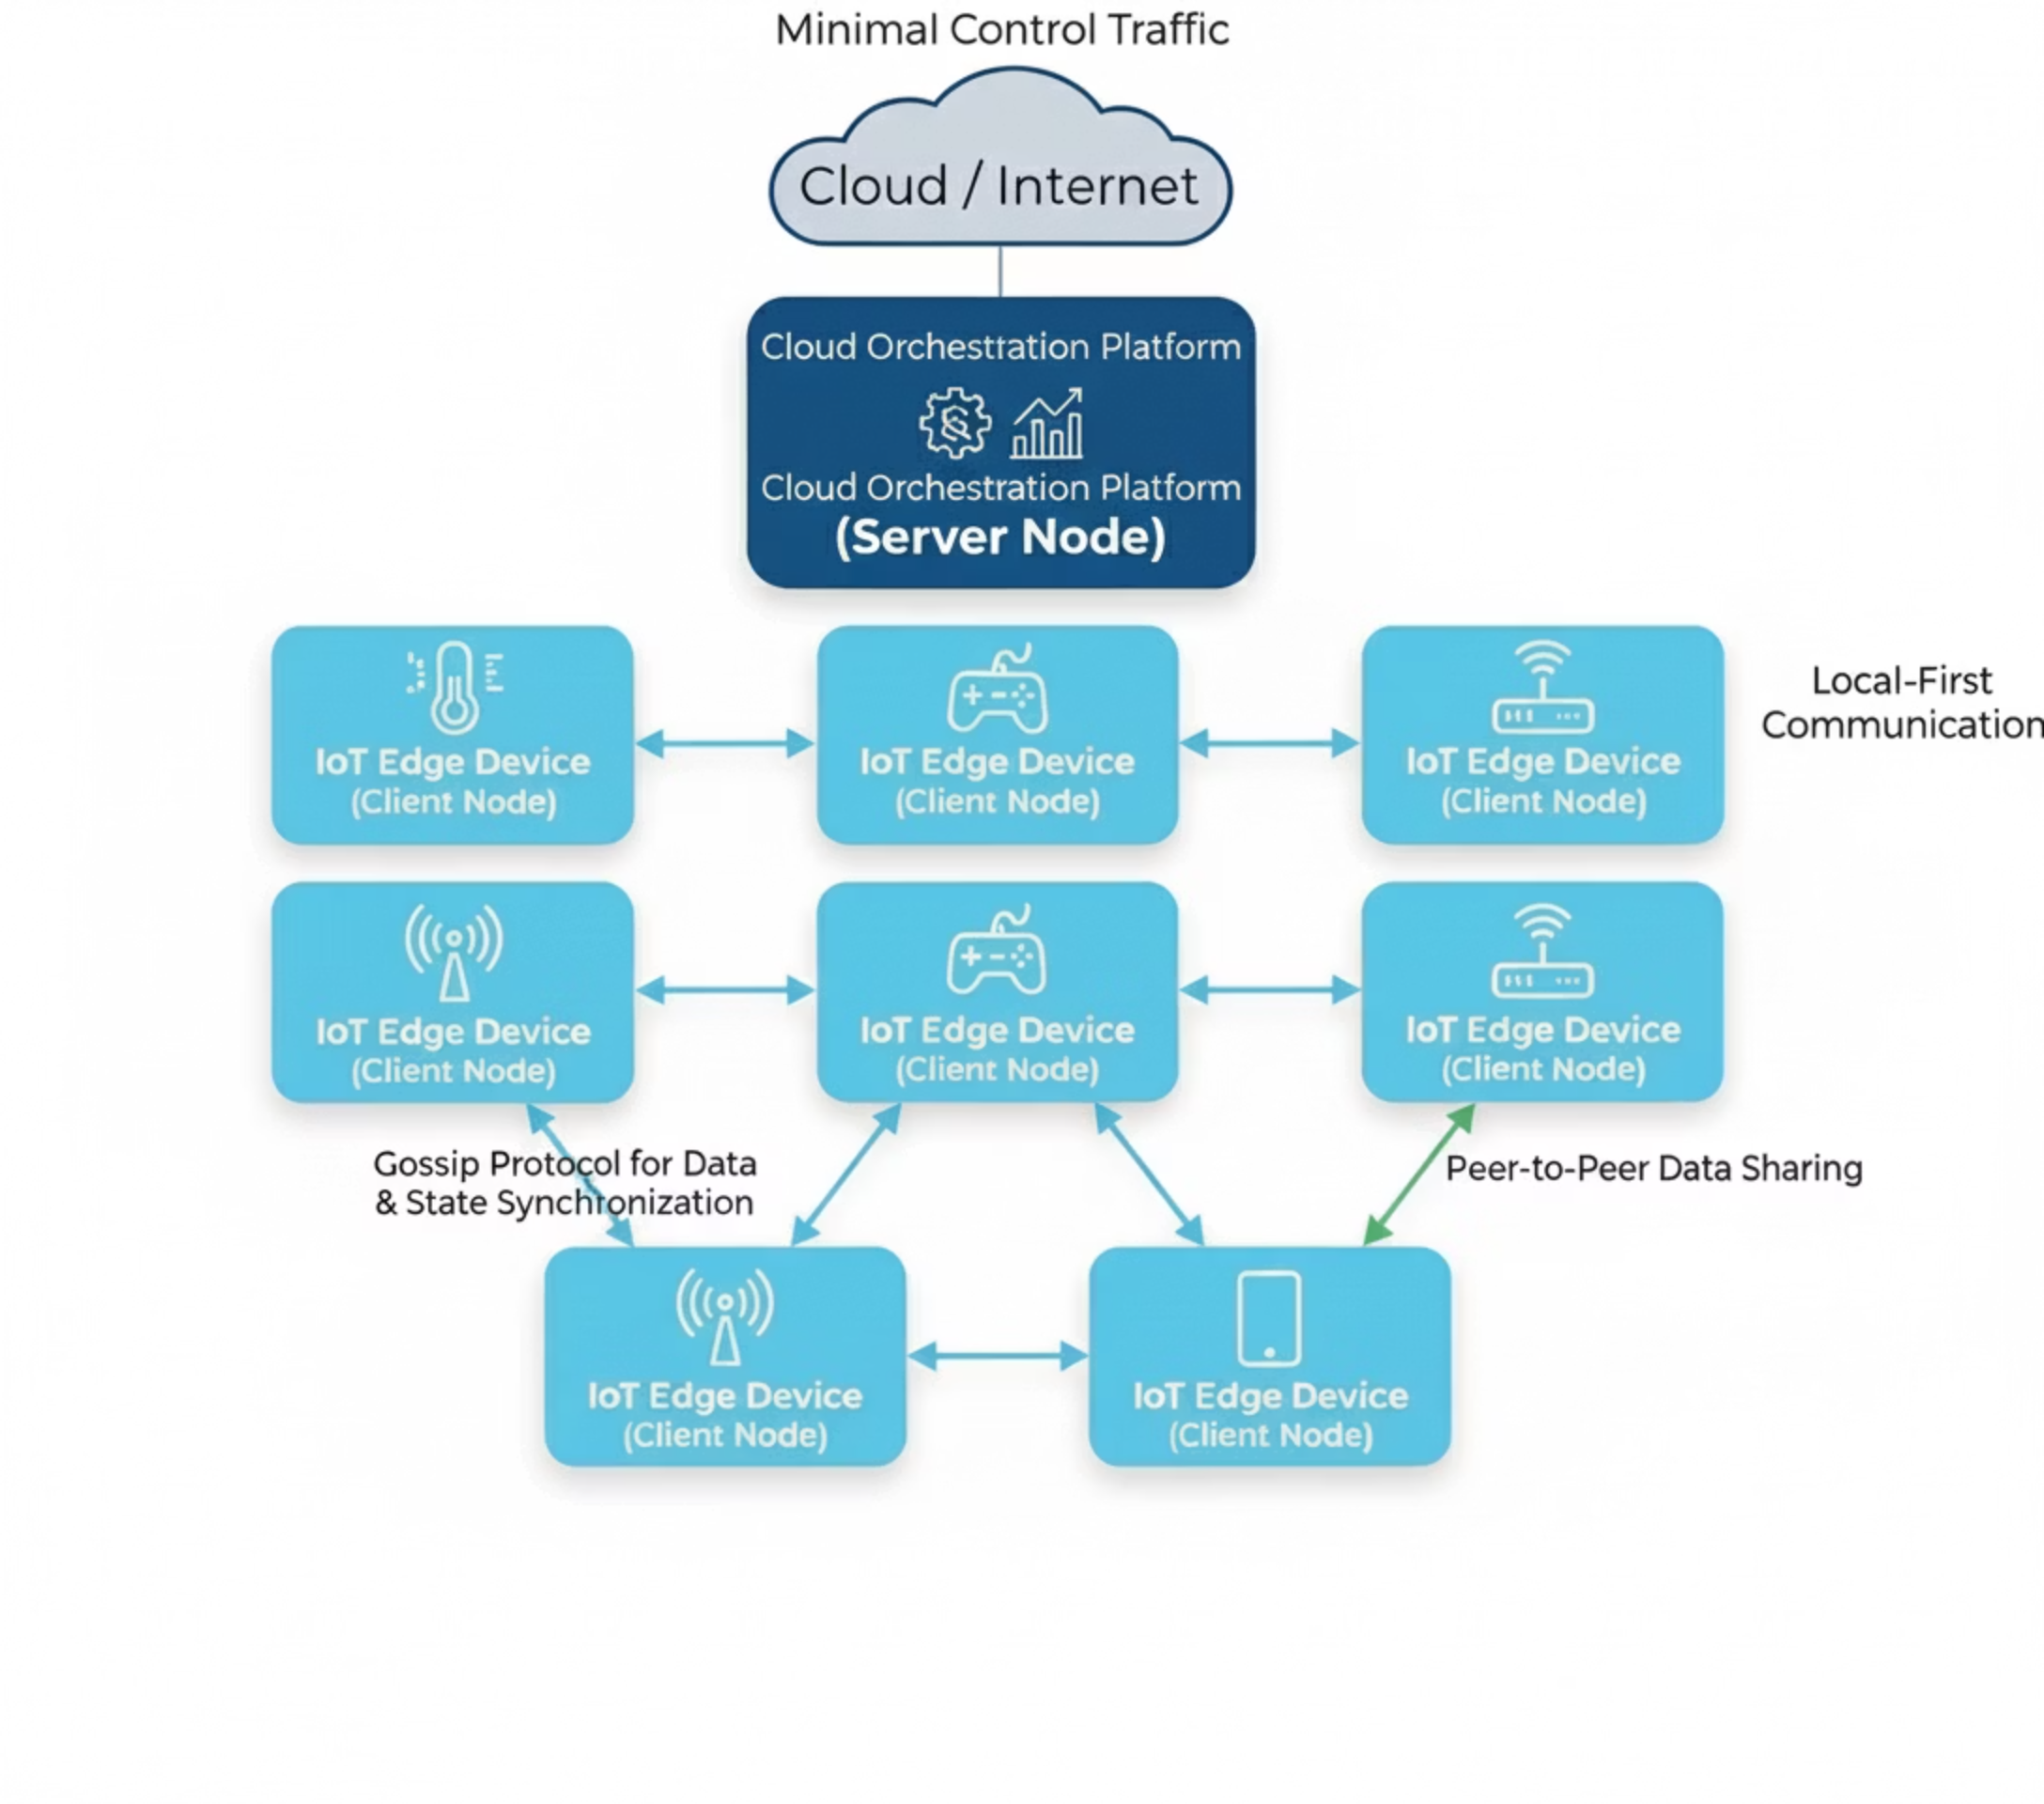 Minimal Control Traffic
Cloud / Internet
Cloud Orchesttation Platform
Cloud Orchestration Platform
(Server Node)
IoT Edge Device
(Client Node)
IoT Edge Device
(Client Node)
IoT Edge Device
(Client Node)
Local-First
Communication
IoT Edge Device
(Client Node)
IoT Edge Device
(Client Node)
IoT Edge Device
(Client Node)
Gossip Protocol for Data
& State Synchronization
Peer-to-Peer Data Sharing
IoT Edge Device
(Client Node)
IoT Edge Device
(Client Node)